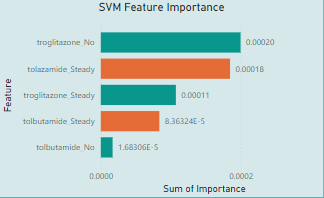 SVM Feature Importance
Feature
troglitazone_No 0.00020
tolazamide_Steady 0.00018
troglitazone_Steady 0.00011
tolbutamide_Steady 8.36324E-5
tolbutamide_No 1.68306E-5
0.0000 0.0002
Sum of Importance